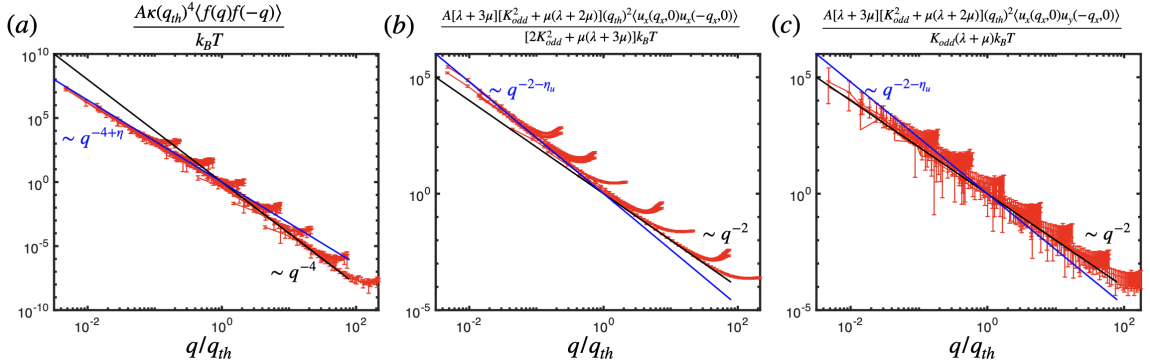 (a) Aκ(q_th)^4⟨f(q)f(−q)⟩ / k_BT
10^10
10^5
10^0
10^-5
10^-10
~ q^{-4+η}
~ q^{-4}
10^-2 10^0 10^2
q/q_th
(b) A[λ + 3μ][K_odd^2 + μ(λ + 2μ)](q_th)^2⟨u_x(q_x,0)u_x(−q_x,0)⟩ / [2K_odd^2 + μ(λ + 3μ)]k_BT
10^5
10^0
10^-5
~ q^{-2-η_u}
~ q^{-2}
10^-2 10^0 10^2
q/q_th
(c) A[λ + 3μ][K_odd^2 + μ(λ + 2μ)](q_th)^2⟨u_x(q_x,0)u_y(−q_x,0)⟩ / K_odd(λ + μ)k_BT
10^5
10^0
10^-5
~ q^{-2-η_u}
~ q^{-2}
10^-2 10^0 10^2
q/q_th